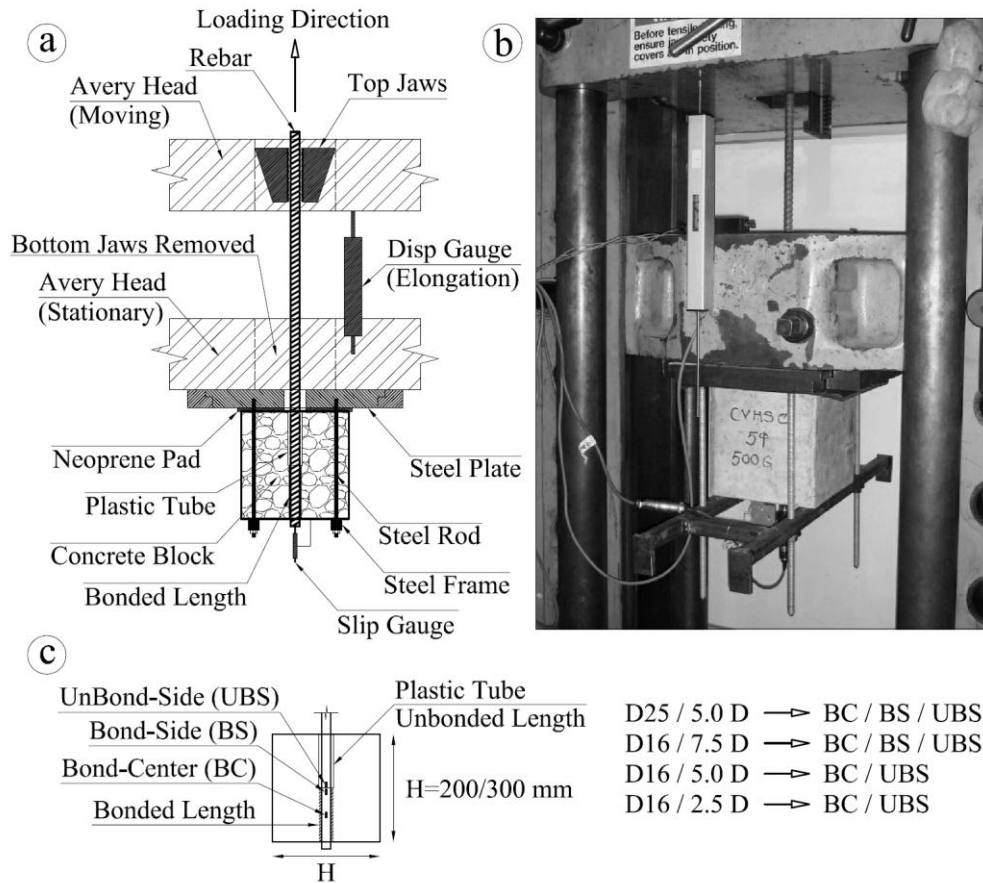 a
Loading Direction
Rebar
Avery Head
(Moving)
Top Jaws
Bottom Jaws Removed
Disp Gauge
(Elongation)
Avery Head
(Stationary)
Neoprene Pad
Steel Plate
Plastic Tube
Concrete Block
Steel Rod
Bonded Length
Steel Frame
Slip Gauge
b
Before tensile
ensure
covers in position.
CVHSC
59
500G
c
UnBond-Side (UBS)
Bond-Side (BS)
Bond-Center (BC)
Bonded Length
Plastic Tube
Unbonded Length
H=200/300 mm
H
D25 / 5.0 D → BC / BS / UBS
D16 / 7.5 D → BC / BS / UBS
D16 / 5.0 D → BC / UBS
D16 / 2.5 D → BC / UBS